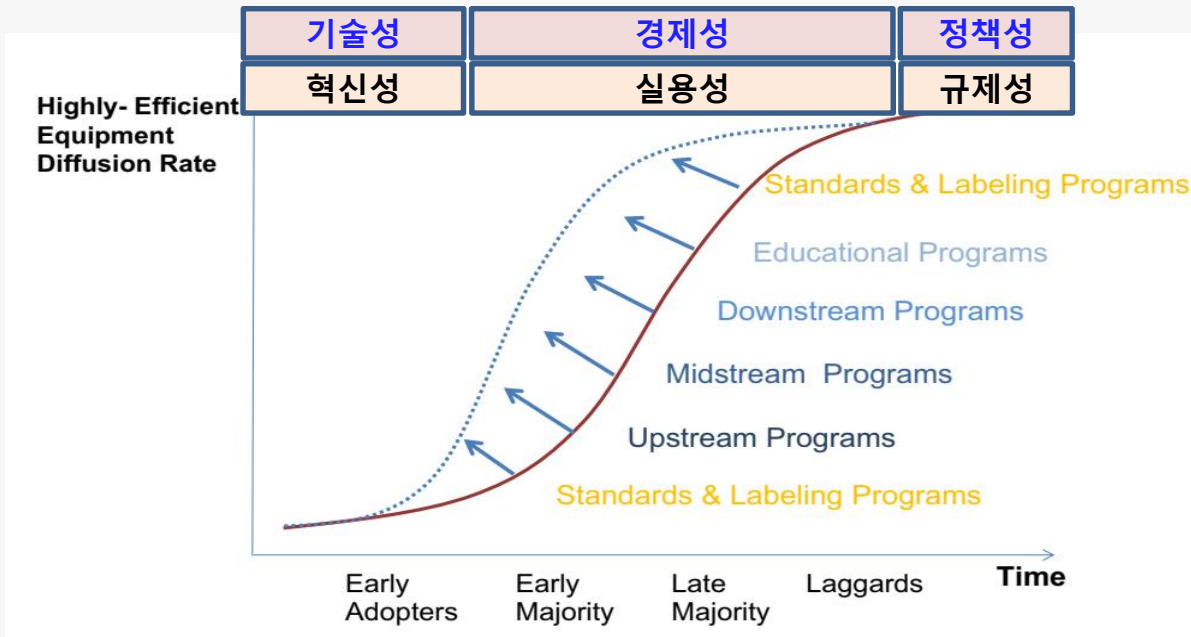 기술성 경제성 정책성
혁신성 실용성 규제성
Highly- Efficient
Equipment
Diffusion Rate
Standards & Labeling Programs
Educational Programs
Downstream Programs
Midstream Programs
Upstream Programs
Standards & Labeling Programs
Time
Early
Adopters
Early
Majority
Late
Majority
Laggards